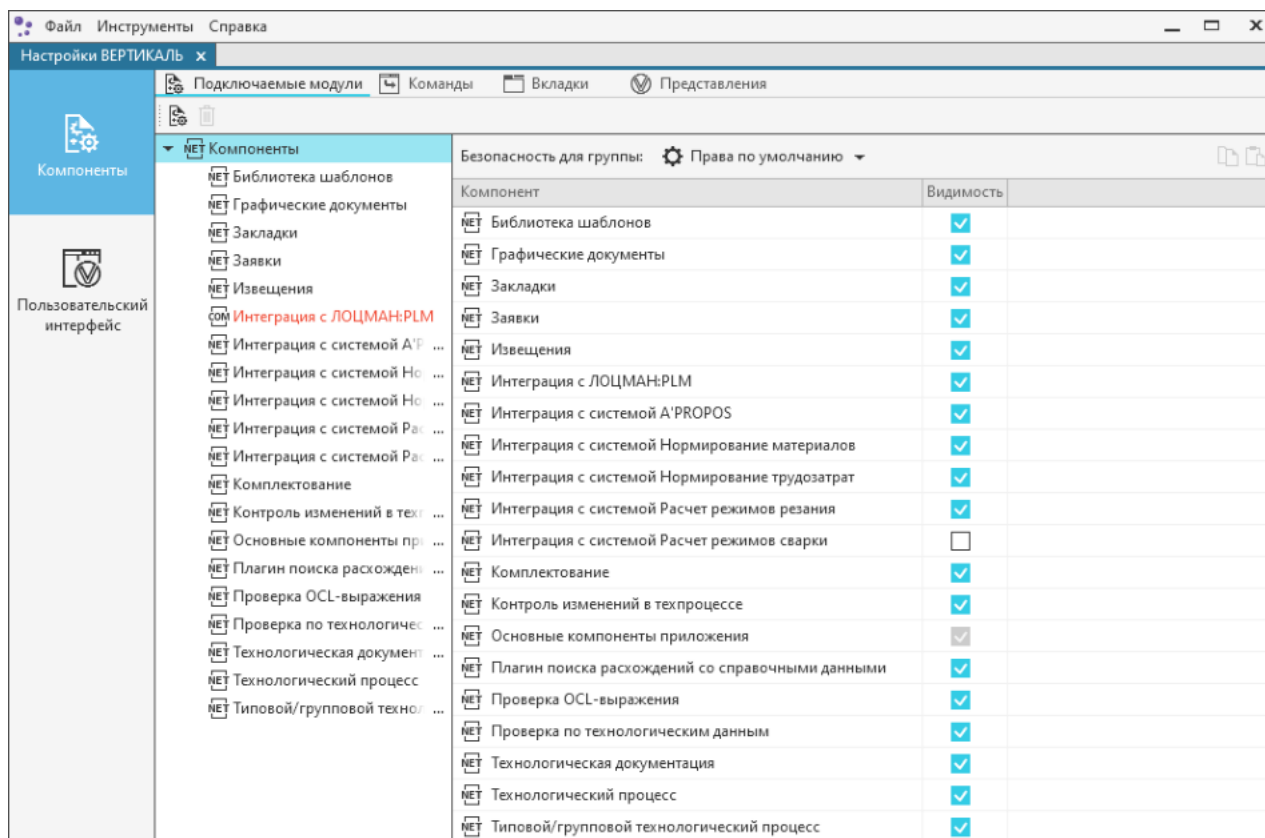 Файл Инструменты Справка
Настройки ВЕРТИКАЛЬ x
Подключаемые модули Команды Вкладки Представления
Компоненты
Пользовательский
интерфейс
NET Компоненты
NET Библиотека шаблонов
NET Графические документы
NET Закладки
NET Заявки
NET Извещения
COM Интеграция с ЛОЦМАН:PLM
NET Интеграция с системой A'P ...
NET Интеграция с системой Но ...
NET Интеграция с системой Но ...
NET Интеграция с системой Рас ...
NET Интеграция с системой Рас ...
NET Комплектование
NET Контроль изменений в техп ...
NET Основные компоненты при ...
NET Плагин поиска расхождени ...
NET Проверка OCL-выражения
NET Проверка по технологичес ...
NET Технологическая документ ...
NET Технологический процесс
NET Типовой/групповой технол ...
Безопасность для группы: Права по умолчанию
Компонент Видимость
NET Библиотека шаблонов
NET Графические документы
NET Закладки
NET Заявки
NET Извещения
NET Интеграция с ЛОЦМАН:PLM
NET Интеграция с системой A'PROPOS
NET Интеграция с системой Нормирование материалов
NET Интеграция с системой Нормирование трудозатрат
NET Интеграция с системой Расчет режимов резания
NET Интеграция с системой Расчет режимов сварки
NET Комплектование
NET Контроль изменений в техпроцессе
NET Основные компоненты приложения
NET Плагин поиска расхождений со справочными данными
NET Проверка OCL-выражения
NET Проверка по технологическим данным
NET Технологическая документация
NET Технологический процесс
NET Типовой/групповой технологический процесс